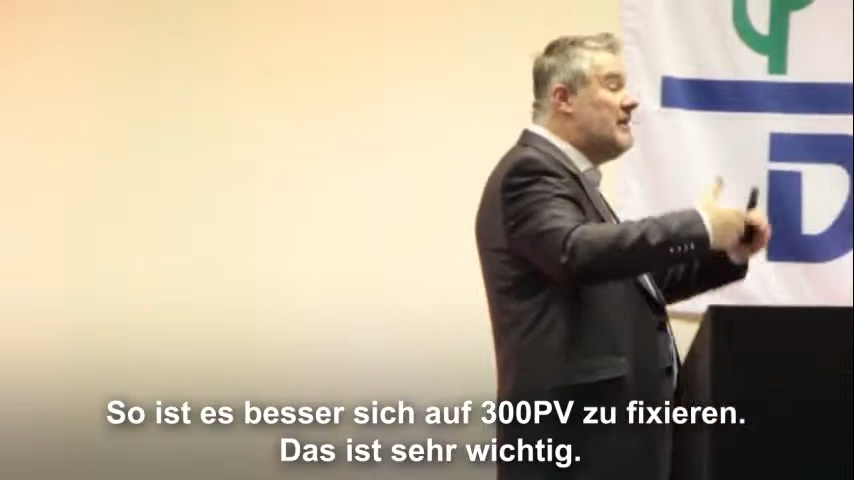 D
So ist es besser sich auf 300PV zu fixieren.
Das ist sehr wichtig.